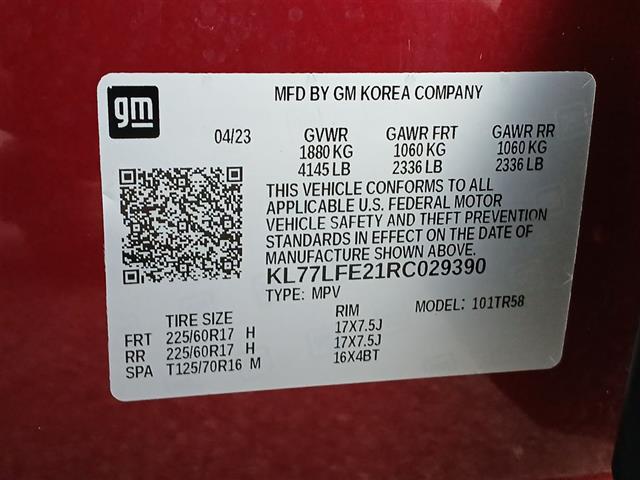 gm
MFD BY GM KOREA COMPANY
04/23 GVWR GAWR FRT GAWR RR
1880 KG 1060 KG 1060 KG
4145 LB 2336 LB 2336 LB
THIS VEHICLE CONFORMS TO ALL
APPLICABLE U.S. FEDERAL MOTOR
VEHICLE SAFETY AND THEFT PREVENTION
STANDARDS IN EFFECT ON THE DATE OF
MANUFACTURE SHOWN ABOVE.
KL77LFE21RC029390
TYPE: MPV MODEL: 101TR58
TIRE SIZE RIM
FRT 225/60R17 H 17X7.5J
RR 225/60R17 H 17X7.5J
SPA T125/70R16 M 16X4BT